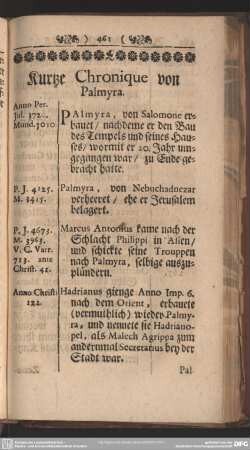 ( ) 461 ( )
Kurtze Chronique von
Palmyra.
Anno Per.
Jul.
Mund. 3020.
Palmyra, von Salomone er-
bauet / nachdeme er den Bau
des Tempels und seines Hau-
ses / wormit er 20. Jahr um-
gegangen war / zu Ende ge-
bracht hatte.
P. J. 4125.
M. 3415.
Palmyra, von Nebuchadnezar
verheeret / ehe er Jerusalem
belagert.
P. J. 4673.
M. 3963.
V. C. Varr.
713. ante
Christ. 41.
Marcus Antonius kame nach der
Schlacht Philippi in Asien /
und schickte seine Trouppen
nach Palmyra, selbige auszu-
plündern.
Anno Christi
122.
Hadrianus gienge Anno Imp. 6.
nach dem Orient, erbauete
(vermuthlich) wieder Palmy-
ra, und nennete sie Hadriano-
pel, als Malech Agrippa zum
andernmal Secretarius bey der
Stadt war.
Pal